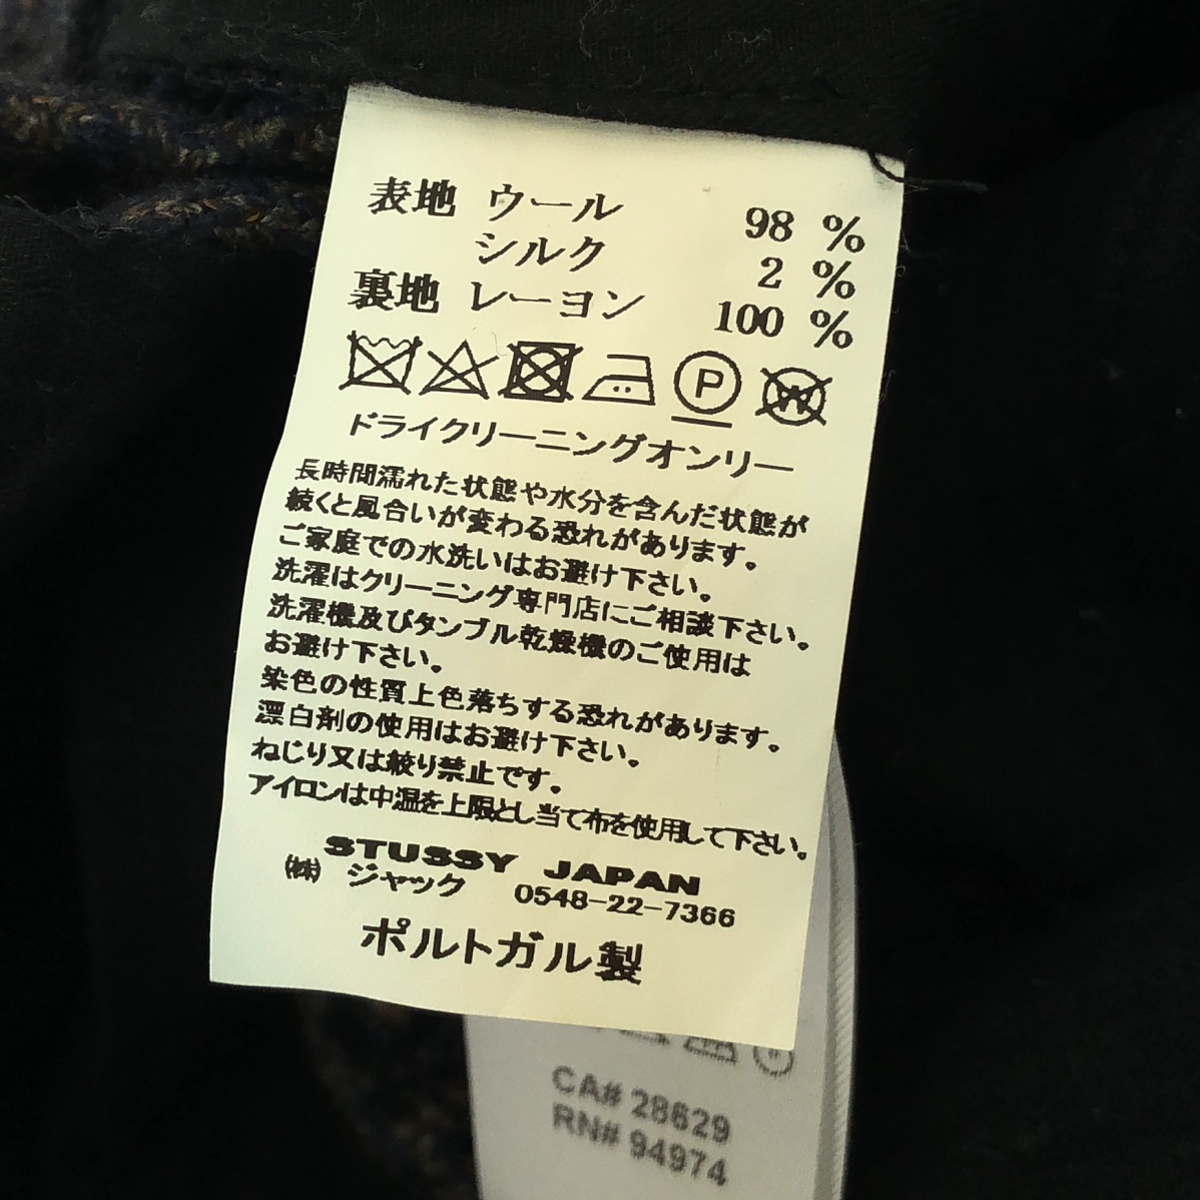 表地 ウール 98 %
シルク 2 %
裏地 レーヨン 100 %
P W
ドライクリーニングオンリー
長時間濡れた状態や水分を含んだ状態が
続くと風合いが変わる恐れがあります。
ご家庭での水洗いはお避け下さい。
洗濯はクリーニング専門店にご相談下さい。
洗濯機及びタンブル乾燥機のご使用は
お避け下さい。
染色の性質上色落ちする恐れがあります。
漂白剤の使用はお避け下さい。
ねじり又は絞り禁止です。
アイロンは中温を上限とし当て布を使用して下さい。
STUSSY JAPAN
㈱ ジャック 0548-22-7366
ポルトガル製
CA# 28629
RN# 94974